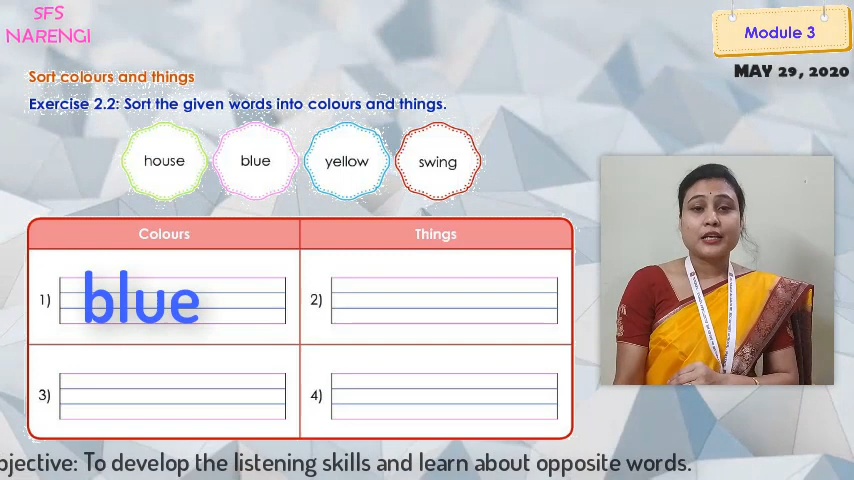 SFS
NARENGI
Module 3
MAY 29, 2020
Sort colours and things
Exercise 2.2: Sort the given words into colours and things.
house
blue
yellow
swing
Colours
Things
1)
blue
2)
3)
4)
bjective: To develop the listening skills and learn about opposite words.